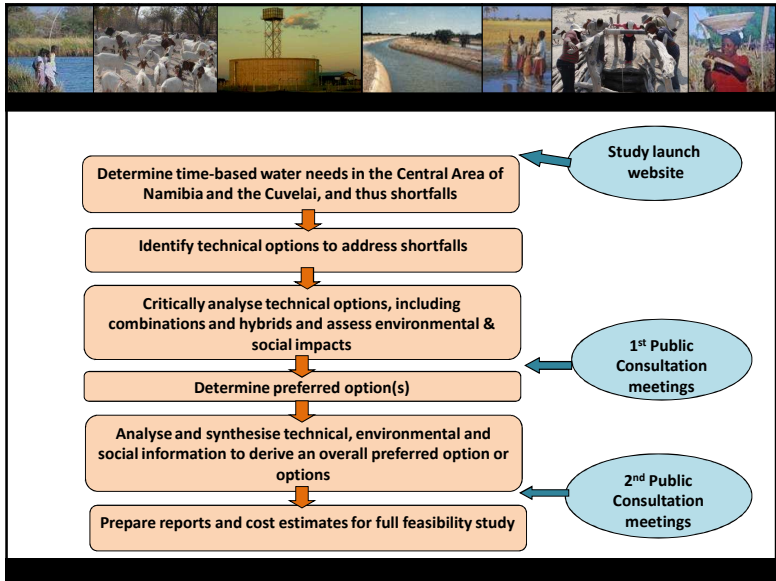 Study launch
website
Determine time-based water needs in the Central Area of
Namibia and the Cuvelai, and thus shortfalls
Identify technical options to address shortfalls
Critically analyse technical options, including
combinations and hybrids and assess environmental &
social impacts
1st Public
Consultation
meetings
Determine preferred option(s)
Analyse and synthesise technical, environmental and
social information to derive an overall preferred option or
options
2nd Public
Consultation
meetings
Prepare reports and cost estimates for full feasibility study